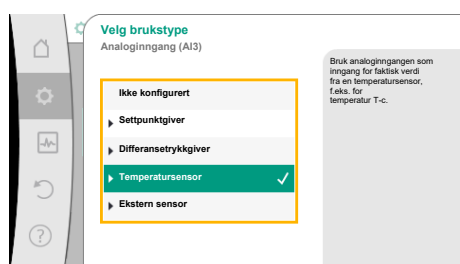 Velg brukstype
Analoginngang (AI3)
Ikke konfigurert
Settpunktgiver
Differansetrykkgiver
Temperatursensor
Ekstern sensor
Bruk analoginngangen som
inngang for faktisk verdi
fra en temperatursensor,
f.eks. for
temperatur T-c.
?